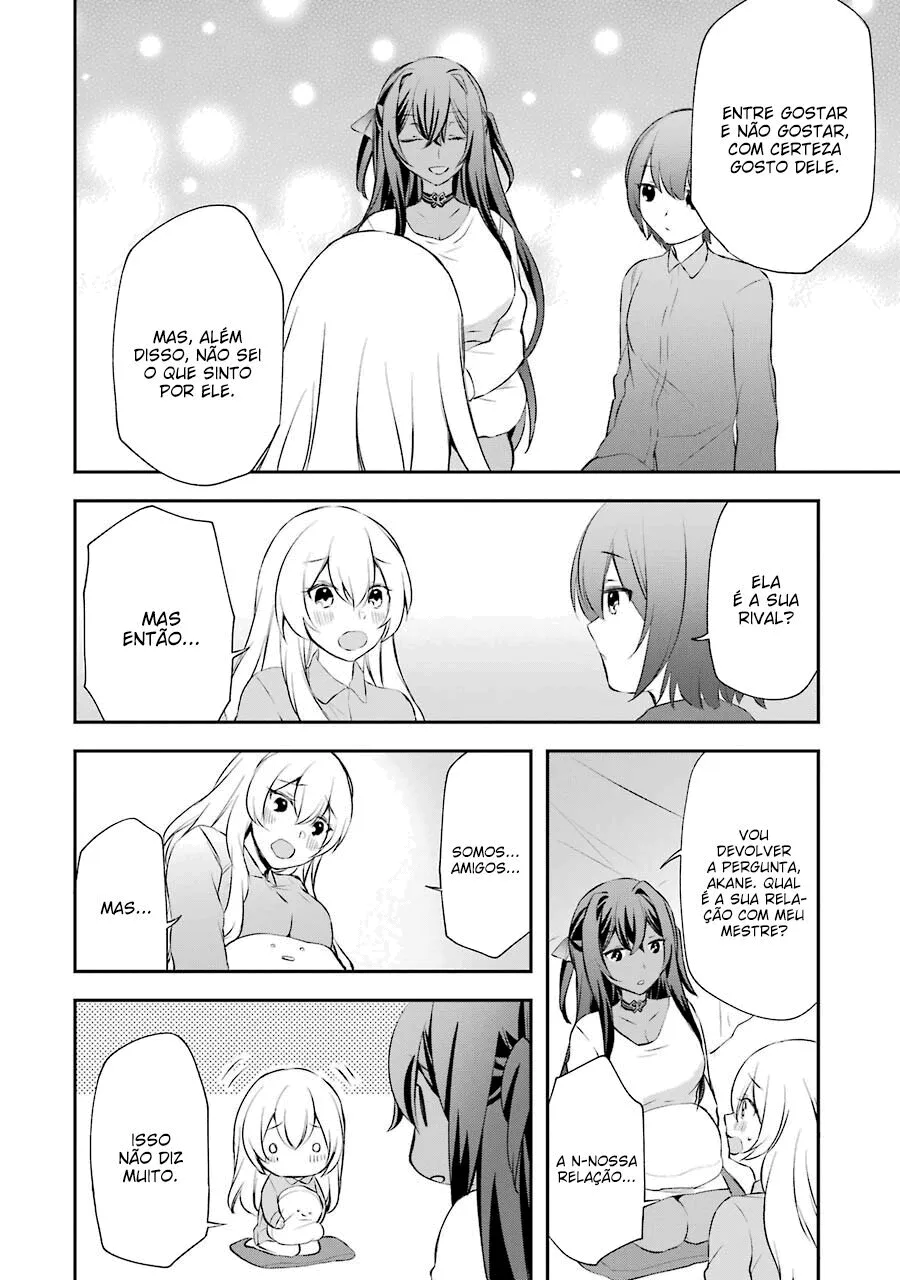 ENTRE GOSTAR
E NÃO GOSTAR,
COM CERTEZA
GOSTO DELE.
MAS, ALÉM
DISSO, NÃO SEI
O QUE SINTO
POR ELE.
ELA
É A SUA
RIVAL?
MAS
ENTÃO...
VOU
DEVOLVER
A PERGUNTA,
AKANE. QUAL
É A SUA RELA-
ÇÃO COM MEU
MESTRE?
A N-NOSSA
RELAÇÃO...
SOMOS...
AMIGOS...
MAS...
ISSO
NÃO DIZ
MUITO.